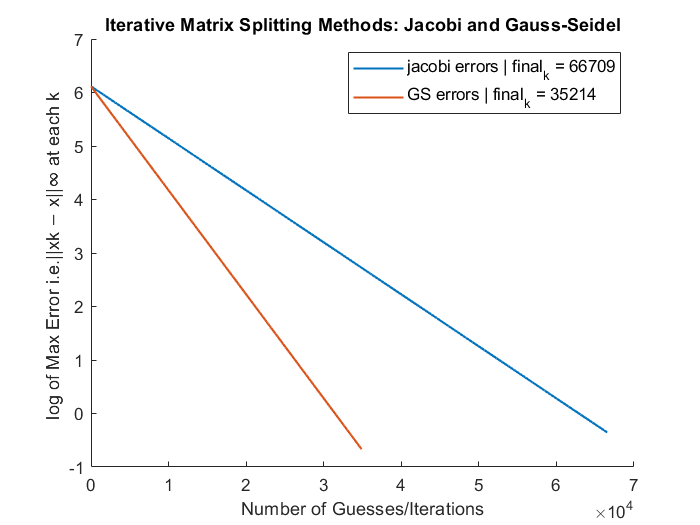 Iterative Matrix Splitting Methods: Jacobi and Gauss-Seidel
jacobi errors | final_k = 66709
GS errors | final_k = 35214
log of Max Error i.e.||xk − x||∞ at each k
7
6
5
4
3
2
1
0
-1
0 1 2 3 4 5 6 7
×10^4
Number of Guesses/Iterations